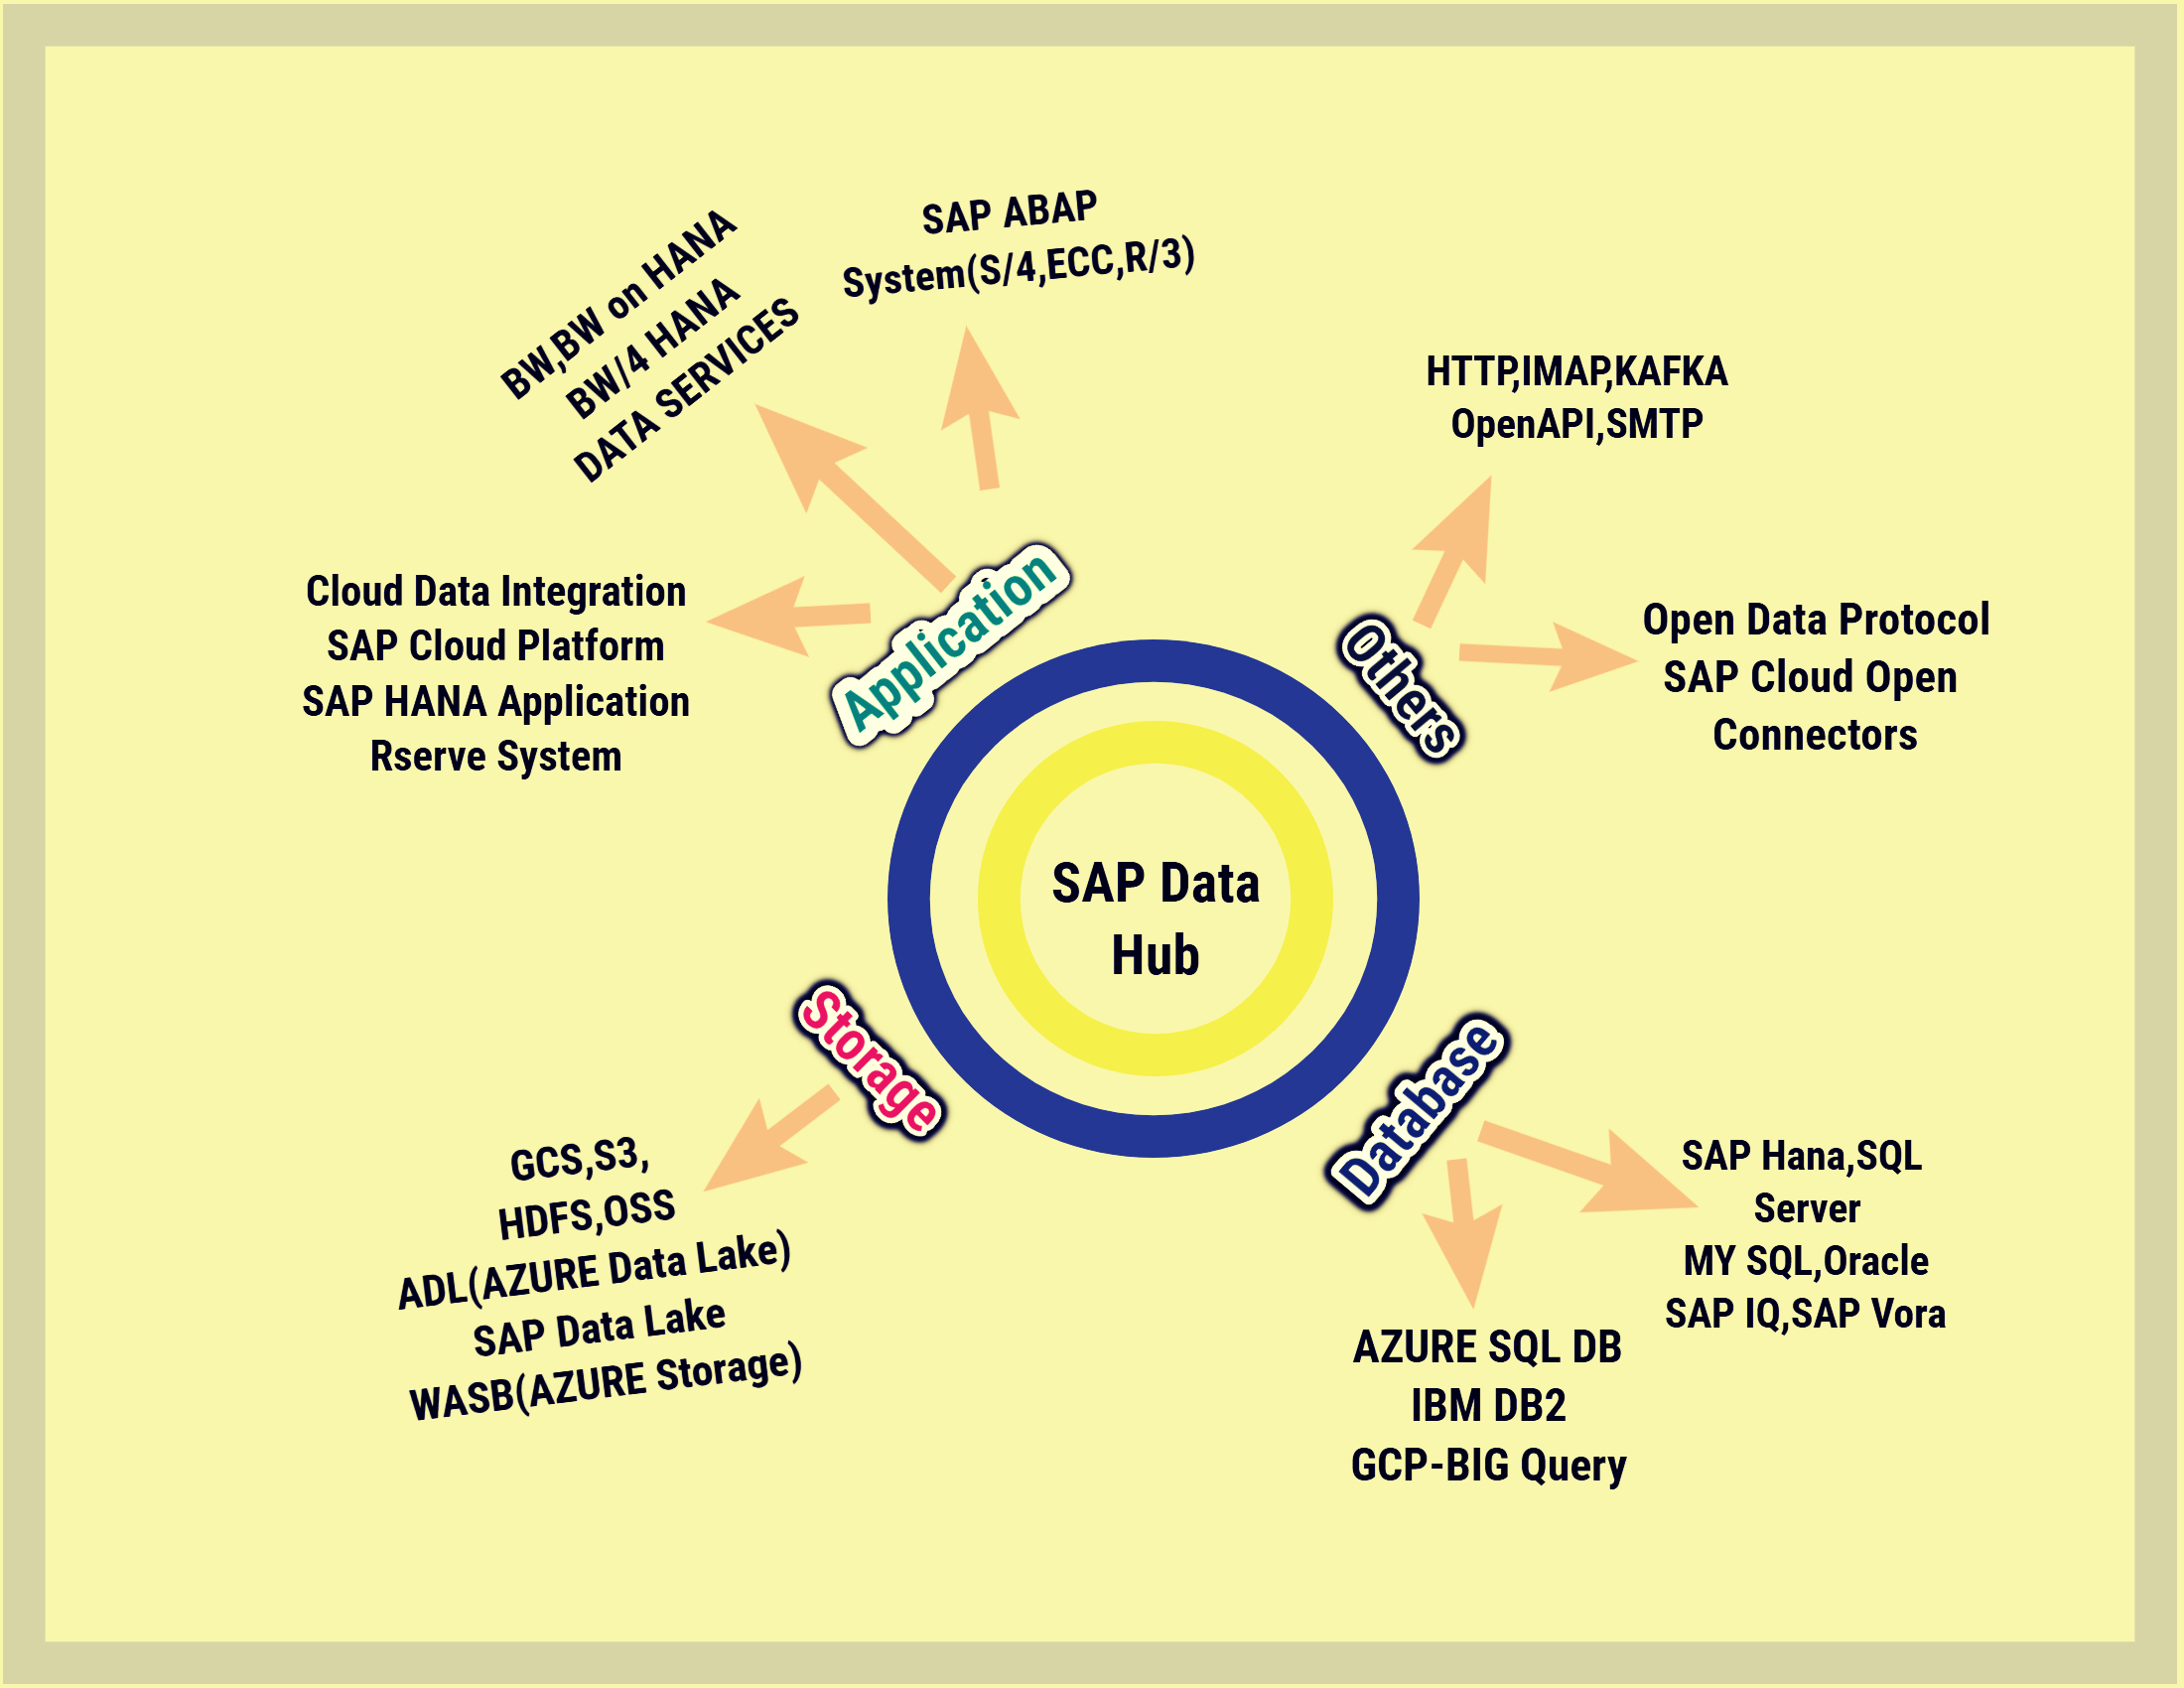 SAP ABAP
System(S/4,ECC,R/3)
BW,BW on HANA
BW/4 HANA
DATA SERVICES
HTTP,IMAP,KAFKA
OpenAPI,SMTP
Cloud Data Integration
SAP Cloud Platform
SAP HANA Application
Rserve System
Application
Others
Open Data Protocol
SAP Cloud Open
Connectors
SAP Data
Hub
Storage
Database
GCS,S3,
HDFS,OSS
ADL(AZURE Data Lake)
SAP Data Lake
WASB(AZURE Storage)
SAP Hana,SQL
Server
MY SQL,Oracle
SAP IQ,SAP Vora
AZURE SQL DB
IBM DB2
GCP-BIG Query